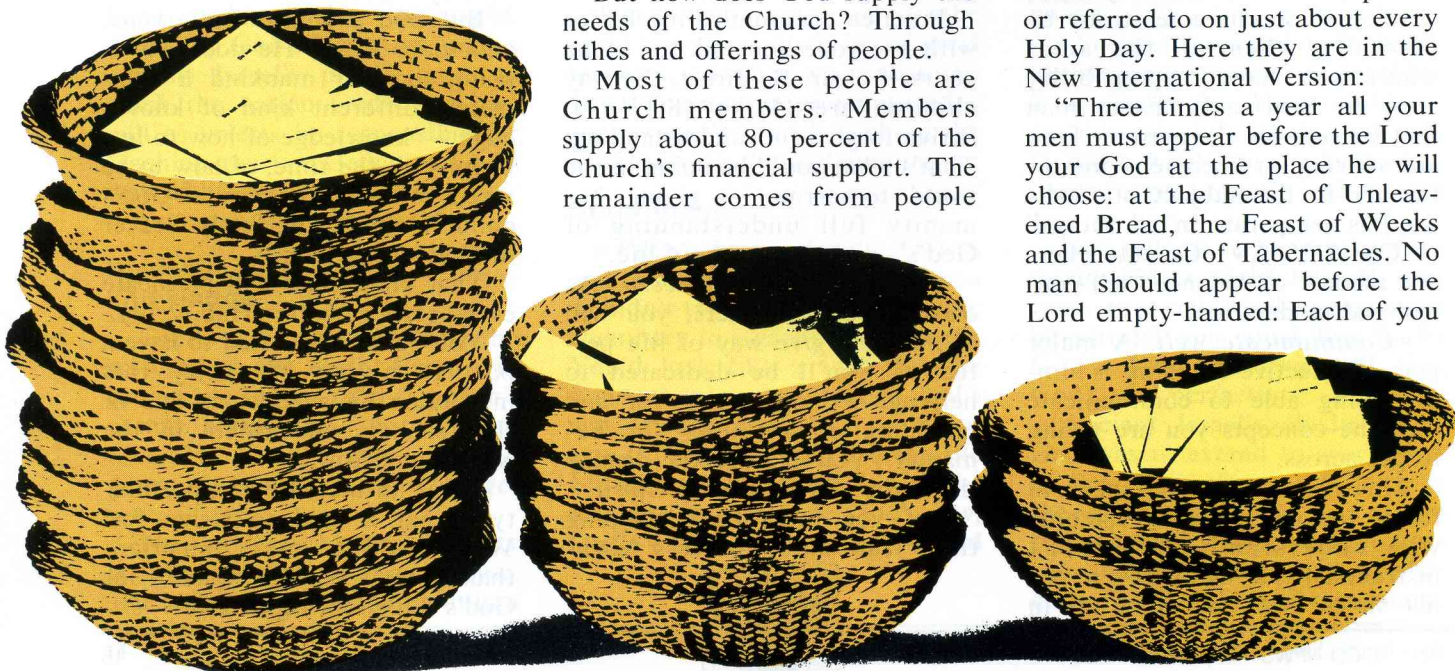 needs of the Church? Through
tithes and offerings of people.
Most of these people are
Church members. Members
supply about 80 percent of the
Church's financial support. The
remainder comes from people
or referred to on just about every
Holy Day. Here they are in the
New International Version:
"Three times a year all your
men must appear before the Lord
your God at the place he will
choose: at the Feast of Unleav-
ened Bread, the Feast of Weeks
and the Feast of Tabernacles. No
man should appear before the
Lord empty-handed: Each of you